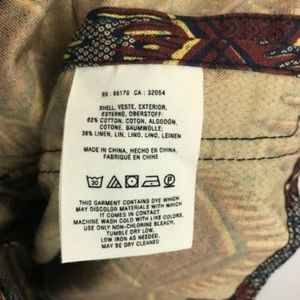 RN : 66170 CA : 32054
SHELL, VESTE, EXTERIOR,
ESTERNO, OBERSTOFF:
62% COTTON, COTON, ALGODÓN,
COTONE, BAUMWOLLE;
38% LINEN, LIN, LINO, LINO, LEINEN
MADE IN CHINA, HECHO EN CHINA,
FABRIQUÉ EN CHINE
30
THIS GARMENT CONTAINS DYE WHICH
MAY DISCOLOR MATERIALS WITH WHICH
IT COMES IN CONTACT
MACHINE WASH COLD WITH LIKE COLORS,
USE ONLY NON-CHLORINE BLEACH,
TUMBLE DRY LOW,
LOW IRON AS NEEDED.
MAY BE DRY CLEANED